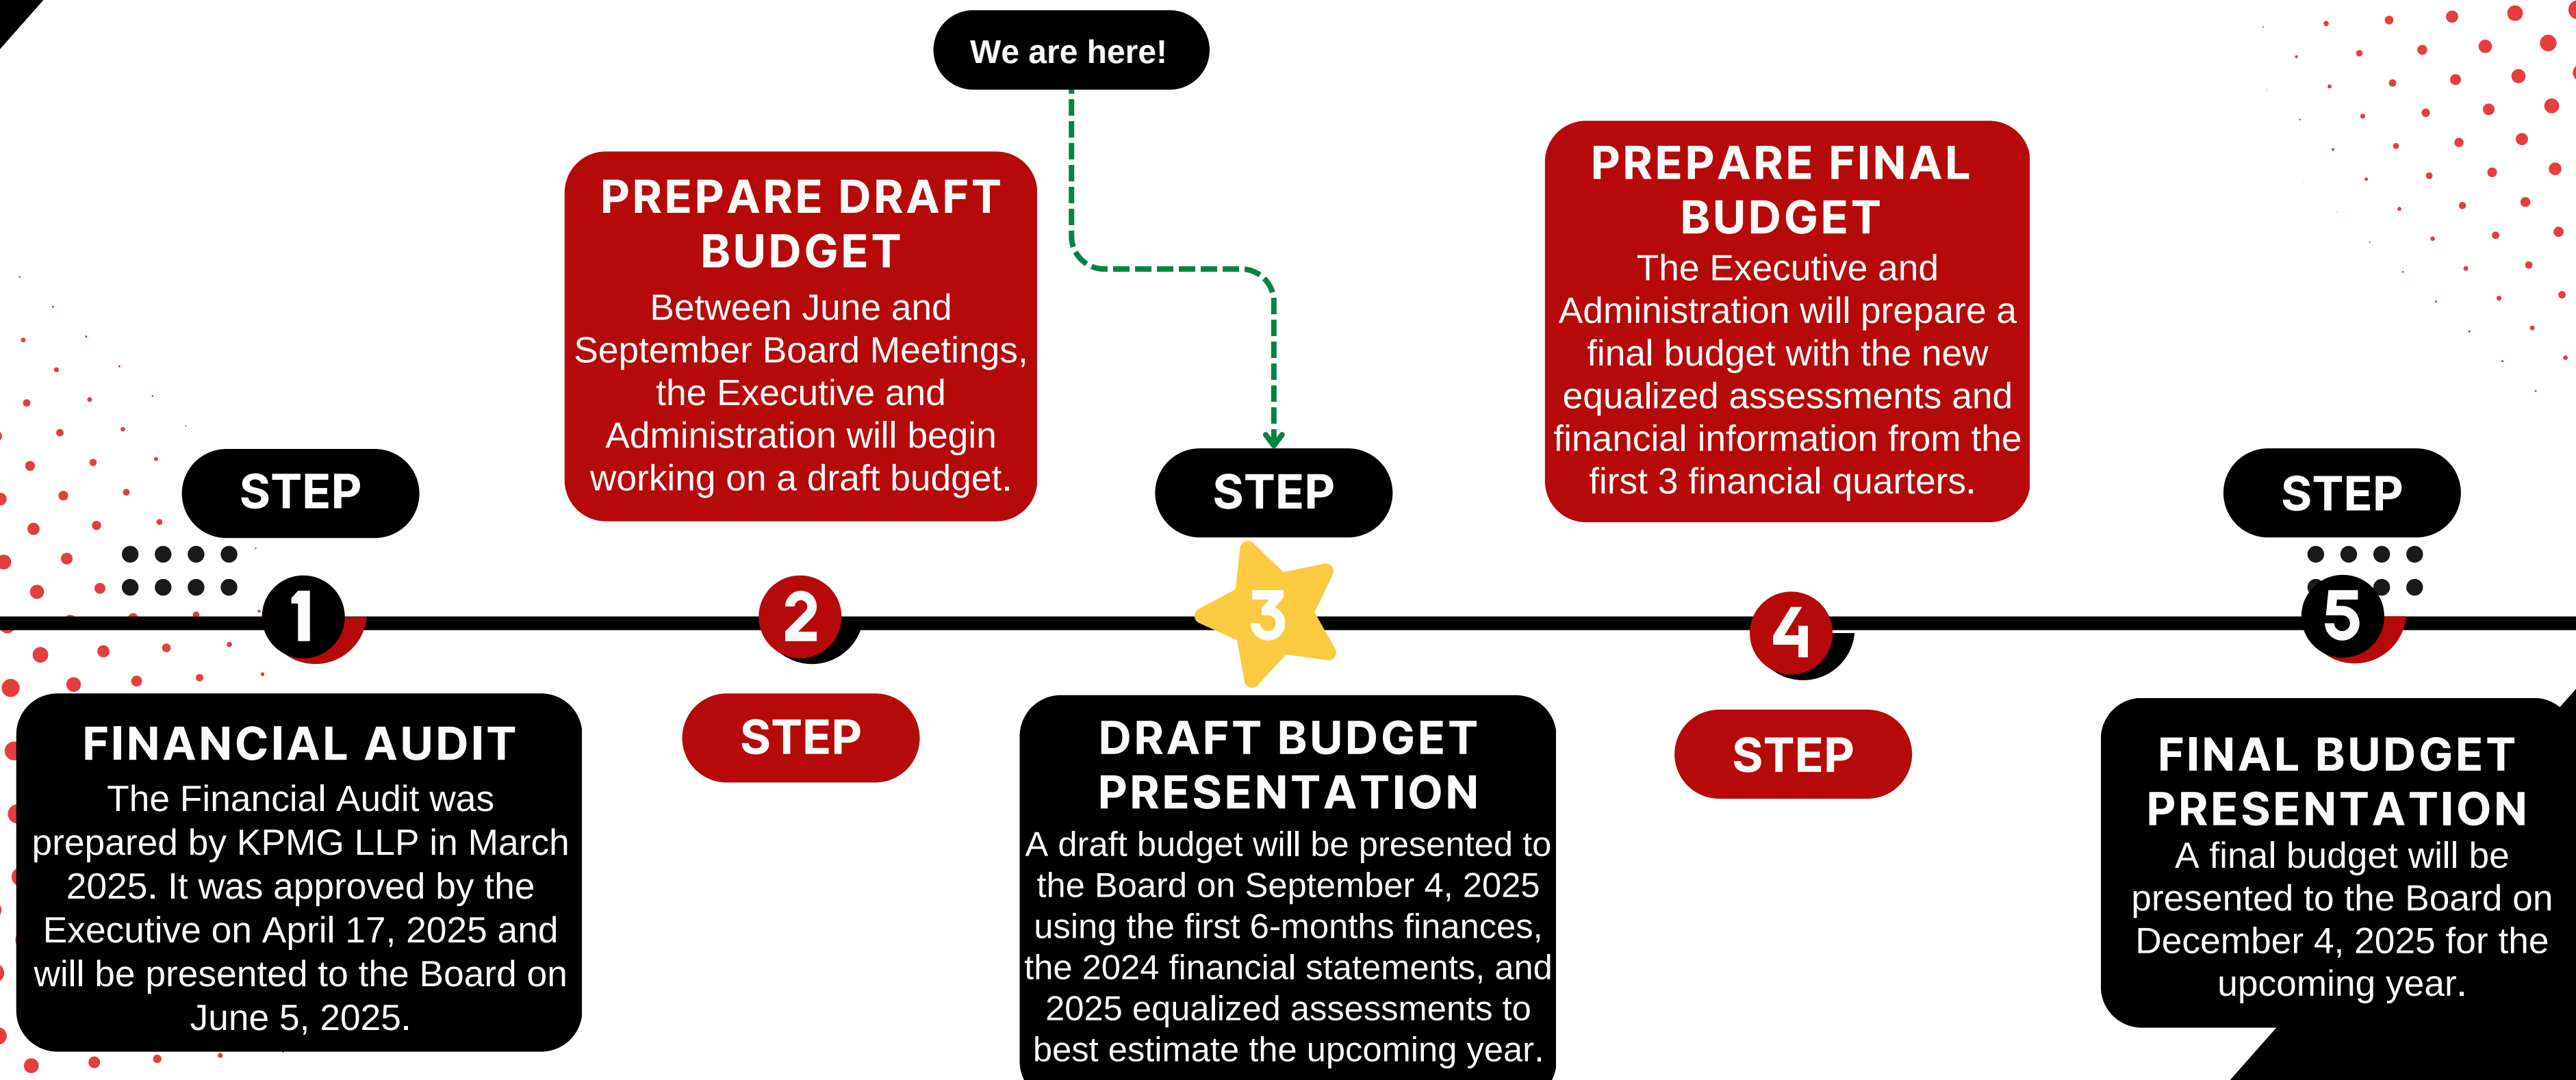 We are here!
STEP
1
FINANCIAL AUDIT
The Financial Audit was
prepared by KPMG LLP in March
2025. It was approved by the
Executive on April 17, 2025 and
will be presented to the Board on
June 5, 2025.
PREPARE DRAFT
BUDGET
Between June and
September Board Meetings,
the Executive and
Administration will begin
working on a draft budget.
2
STEP
STEP
3
DRAFT BUDGET
PRESENTATION
A draft budget will be presented to
the Board on September 4, 2025
using the first 6-months finances,
the 2024 financial statements, and
2025 equalized assessments to
best estimate the upcoming year.
PREPARE FINAL
BUDGET
The Executive and
Administration will prepare a
final budget with the new
equalized assessments and
financial information from the
first 3 financial quarters.
4
STEP
STEP
5
FINAL BUDGET
PRESENTATION
A final budget will be
presented to the Board on
December 4, 2025 for the
upcoming year.